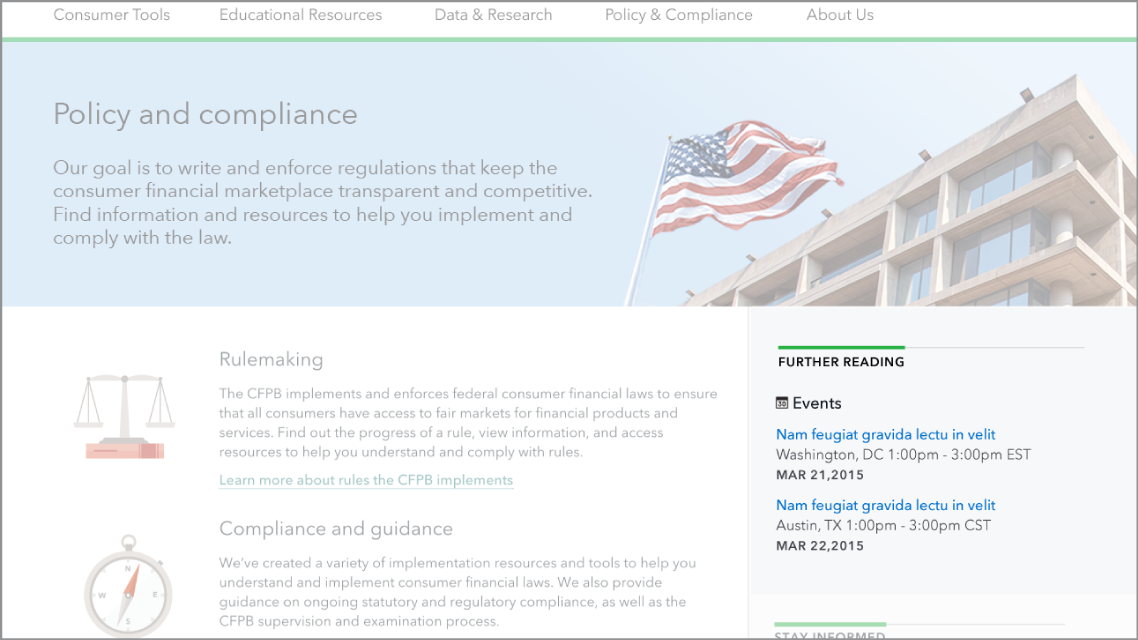 Consumer Tools
Educational Resources
Data & Research
Policy & Compliance
About Us
Policy and compliance
Our goal is to write and enforce regulations that keep the
consumer financial marketplace transparent and competitive.
Find information and resources to help you implement and
comply with the law.
Rulemaking
The CFPB implements and enforces federal consumer financial laws to ensure
that all consumers have access to fair markets for financial products and
services. Find out the progress of a rule, view information, and access
resources to help you understand and comply with rules.
Learn more about rules the CFPB implements
N
W
E
S
Compliance and guidance
We've created a variety of implementation resources and tools to help you
understand and implement consumer financial laws. We also provide
guidance on ongoing statutory and regulatory compliance, as well as the
CFPB supervision and examination process.
FURTHER READING
30 Events
Nam feugiat gravida lectu in velit
Washington, DC 1:00pm - 3:00pm EST
MAR 21,2015
Nam feugiat gravida lectu in velit
Austin, TX 1:00pm - 3:00pm CST
MAR 22,2015
STAY INFORMED